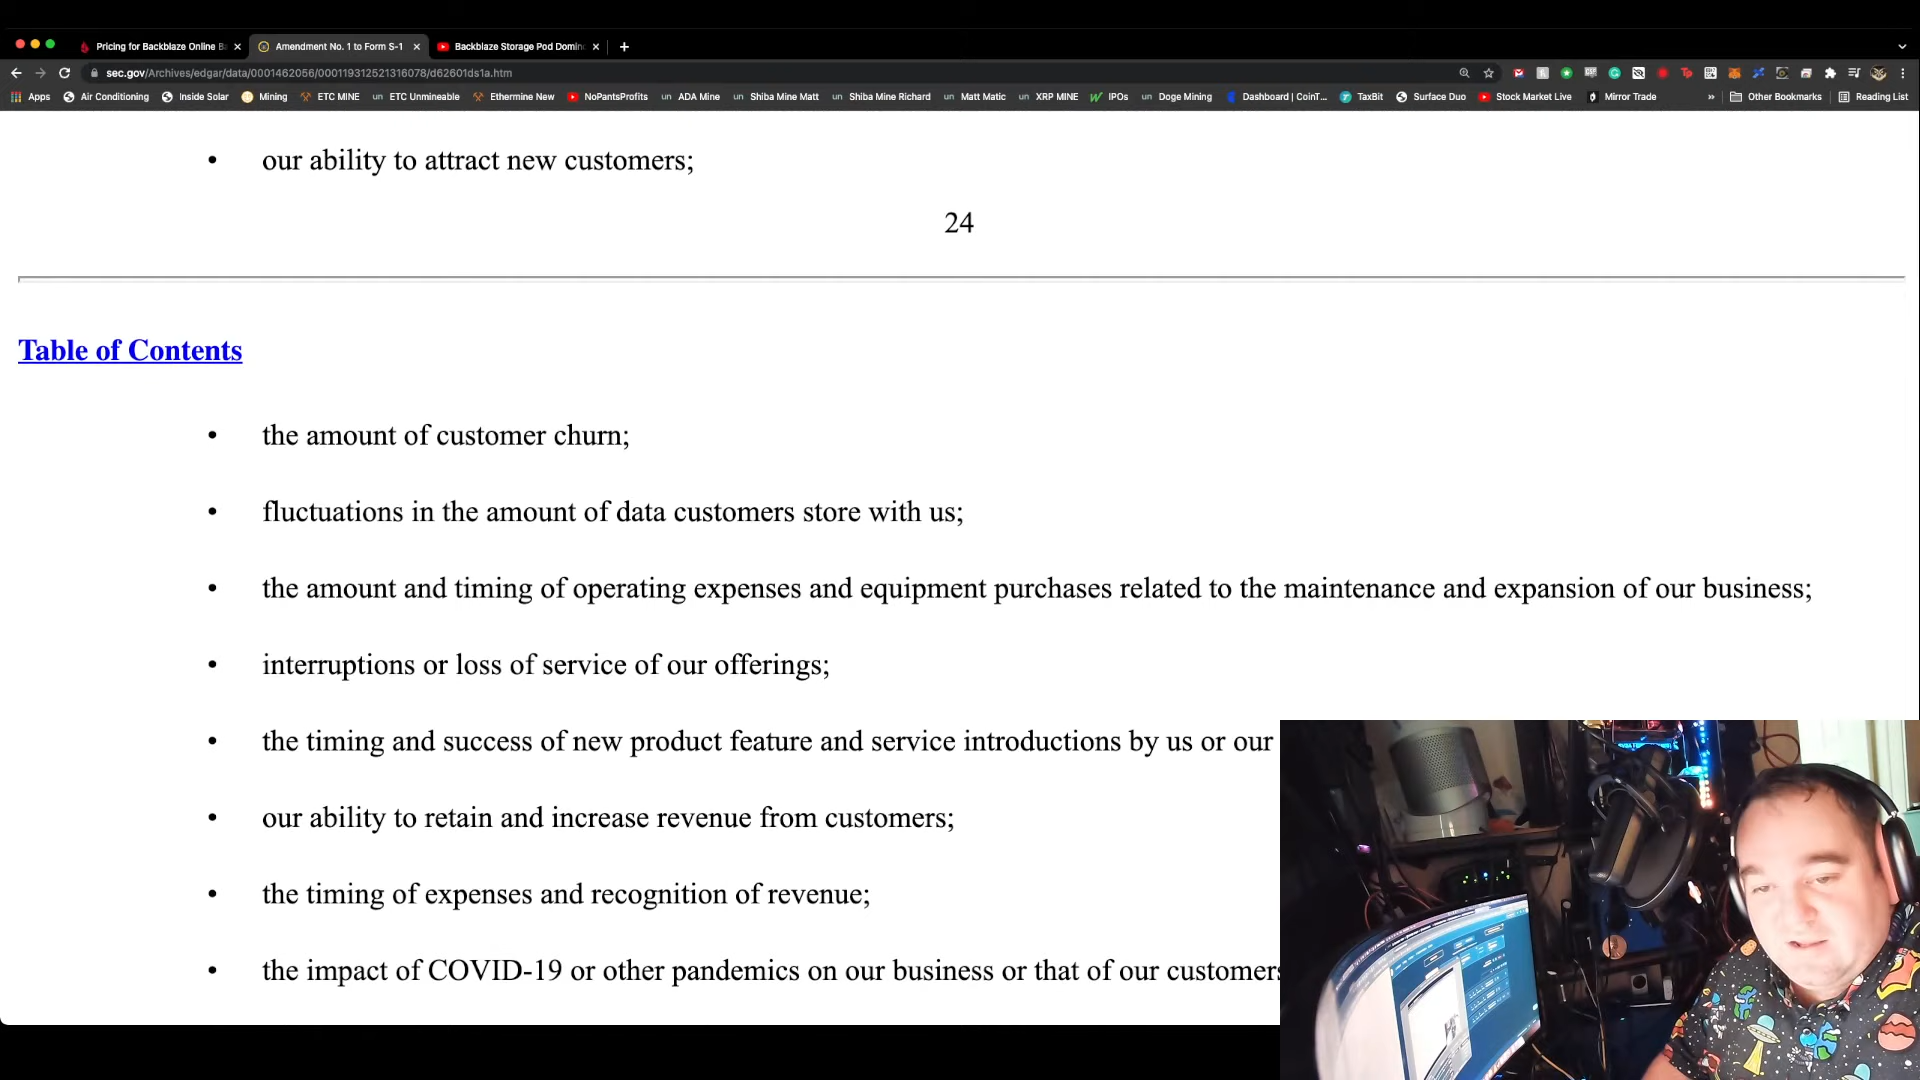 Pricing for Backblaze Online B
Amendment No. 1 to Form S-1
Backblaze Storage Pod Domin
sec.gov/Archives/edgar/data/0001462056/000119312521316078/d62601ds1a.htm
Apps Air Conditioning Inside Solar Mining ETC MINE ETC Unmineable Ethermine New NoPantsProfits ADA Mine Shiba Mine Matt Shiba Mine Richard Matt Matic XRP MINE IPOs Doge Mining Dashboard | CoinT... TaxBit Surface Duo Stock Market Live Mirror Trade » Other Bookmarks Reading List
• our ability to attract new customers;
24
Table of Contents
• the amount of customer churn;
• fluctuations in the amount of data customers store with us;
• the amount and timing of operating expenses and equipment purchases related to the maintenance and expansion of our business;
• interruptions or loss of service of our offerings;
• the timing and success of new product feature and service introductions by us or our
• our ability to retain and increase revenue from customers;
• the timing of expenses and recognition of revenue;
• the impact of COVID-19 or other pandemics on our business or that of our customers